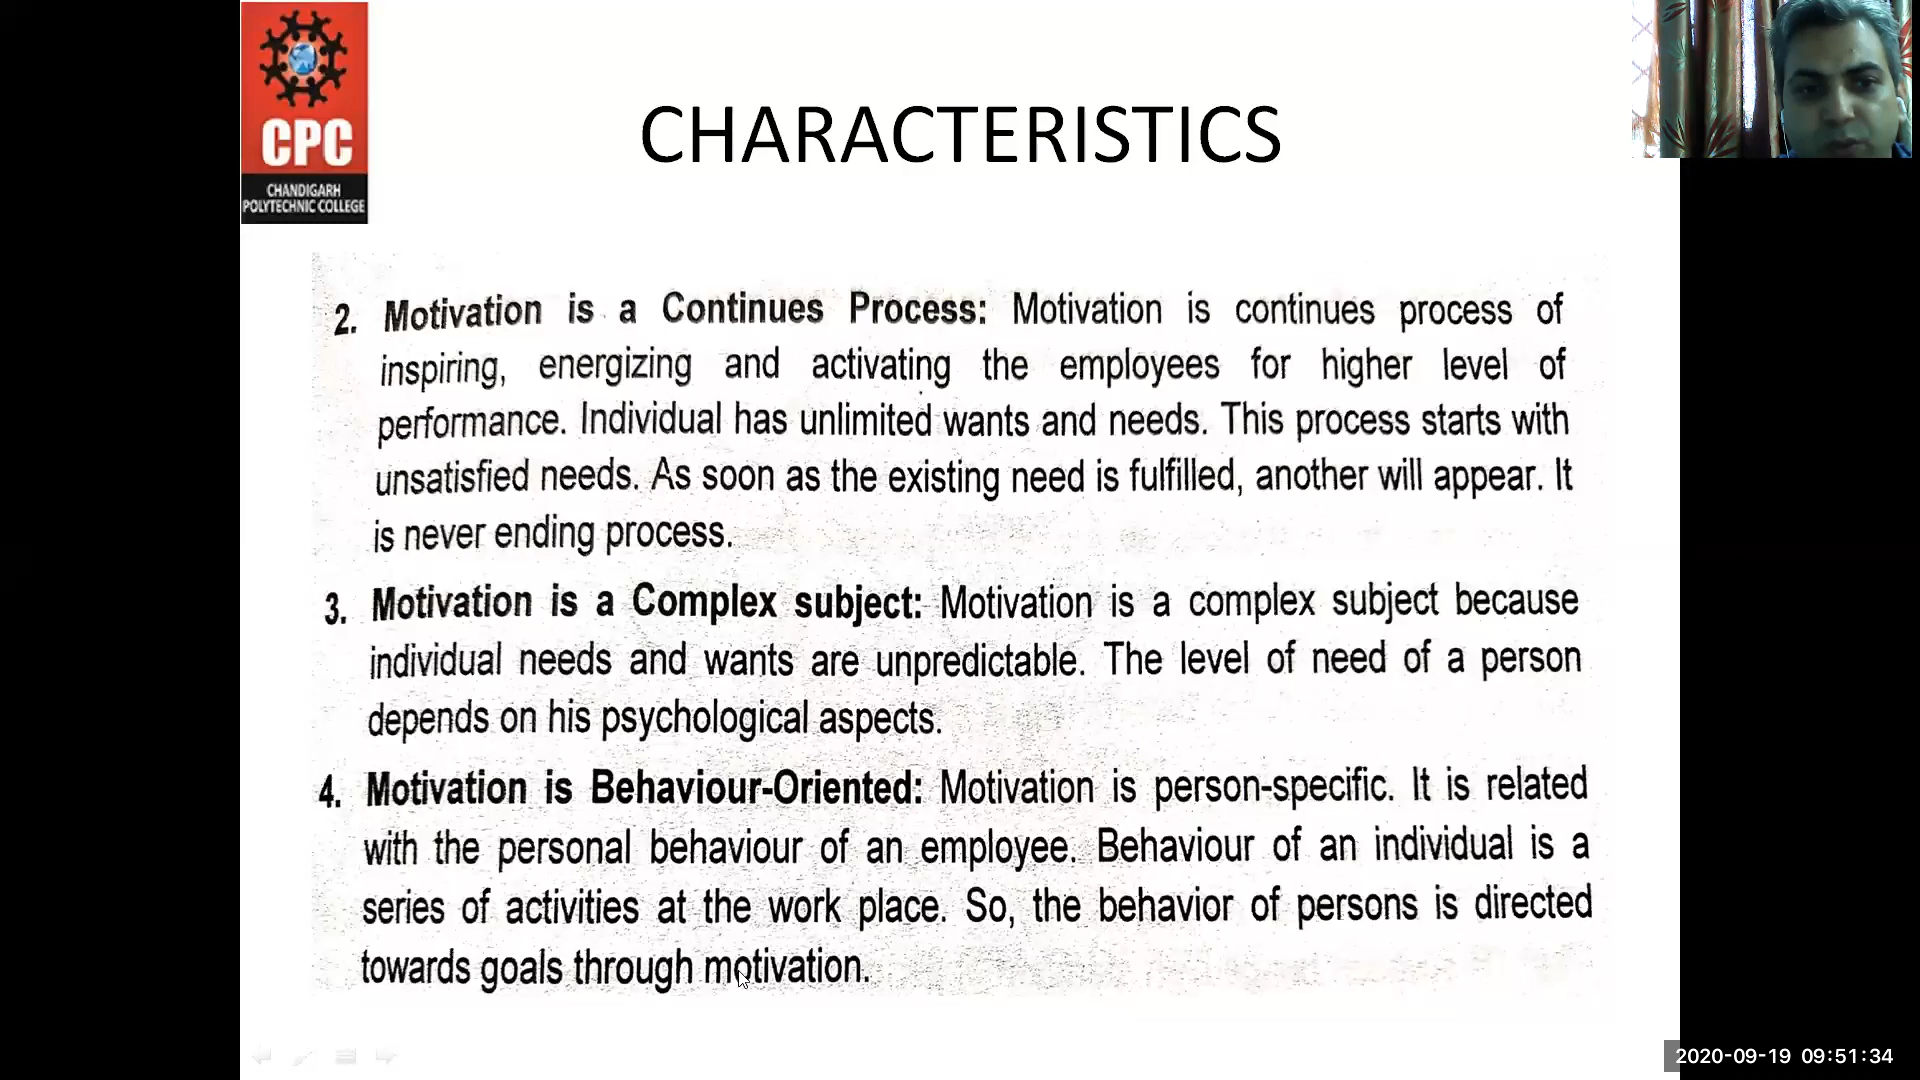 CPC
CHANDIGARH
POLYTECHNIC COLLEGE
CHARACTERISTICS
2. Motivation is a Continues Process: Motivation is continues process of
inspiring, energizing and activating the employees for higher level of
performance. Individual has unlimited wants and needs. This process starts with
unsatisfied needs. As soon as the existing need is fulfilled, another will appear. It
is never ending process.
3. Motivation is a Complex subject: Motivation is a complex subject because
individual needs and wants are unpredictable. The level of need of a person
depends on his psychological aspects.
4. Motivation is Behaviour-Oriented: Motivation is person-specific. It is related
with the personal behaviour of an employee. Behaviour of an individual is a
series of activities at the work place. So, the behavior of persons is directed
towards goals through motivation.
2020-09-19 09:51:34